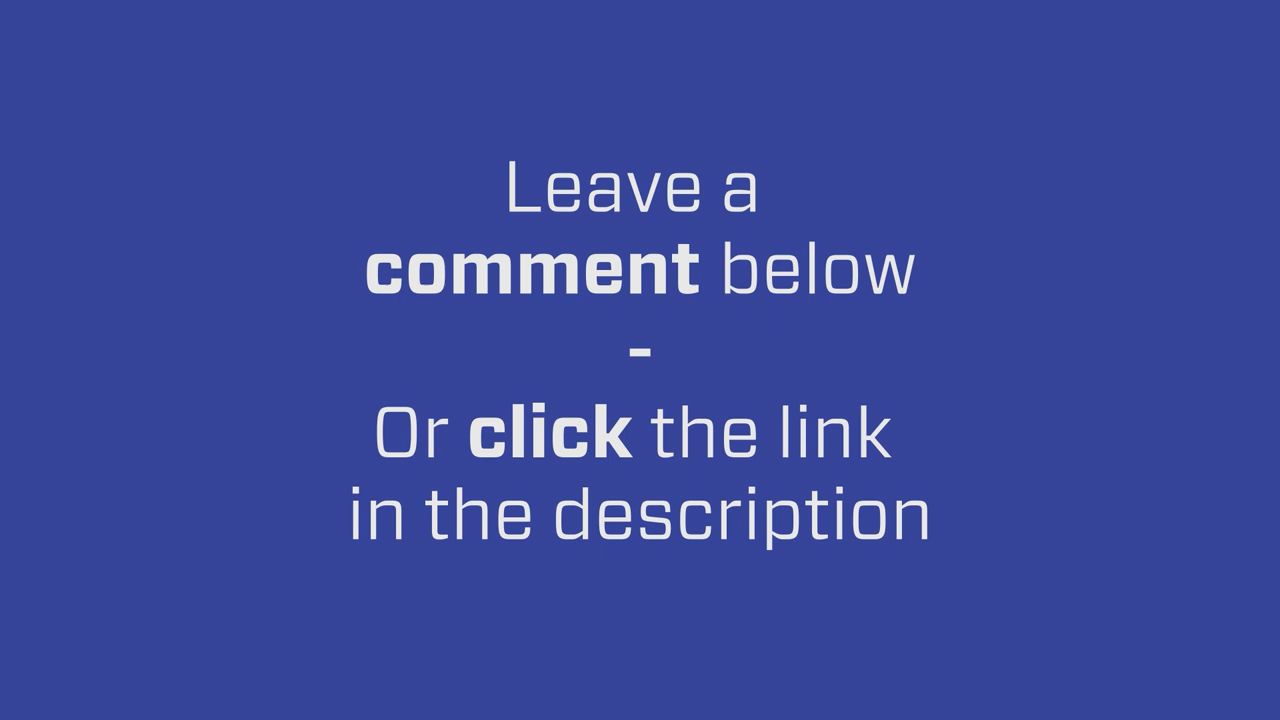 Leave a
comment below
-
Or click the link
in the description